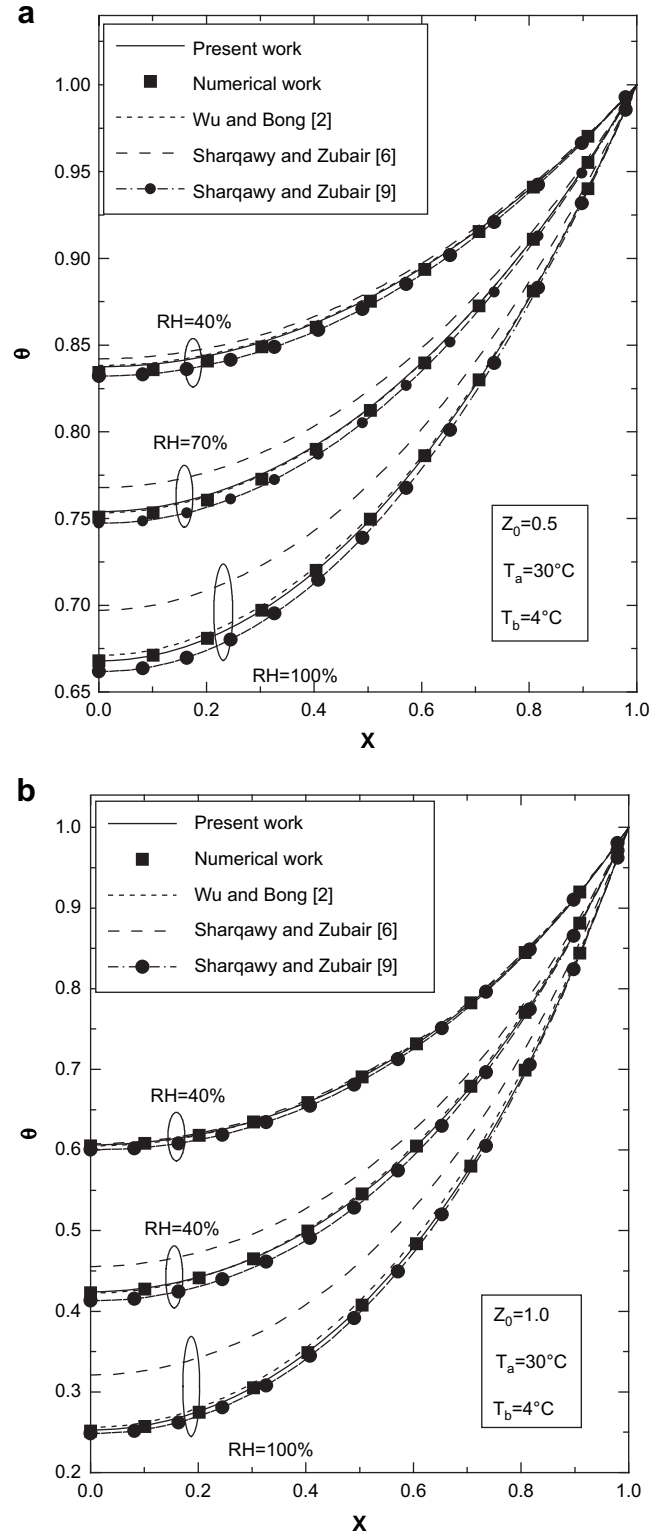 a
Present work
Numerical work
Wu and Bong [2]
Sharqawy and Zubair [6]
Sharqawy and Zubair [9]
1.00
0.95
0.90
0.85
0.80
0.75
0.70
0.65
θ
RH=40%
RH=70%
RH=100%
Z0=0.5
Ta=30°C
Tb=4°C
0.0 0.2 0.4 0.6 0.8 1.0
X
b
Present work
Numerical work
Wu and Bong [2]
Sharqawy and Zubair [6]
Sharqawy and Zubair [9]
1.0
0.9
0.8
0.7
0.6
0.5
0.4
0.3
0.2
θ
RH=40%
RH=40%
RH=100%
Z0=1.0
Ta=30°C
Tb=4°C
0.0 0.2 0.4 0.6 0.8 1.0
X